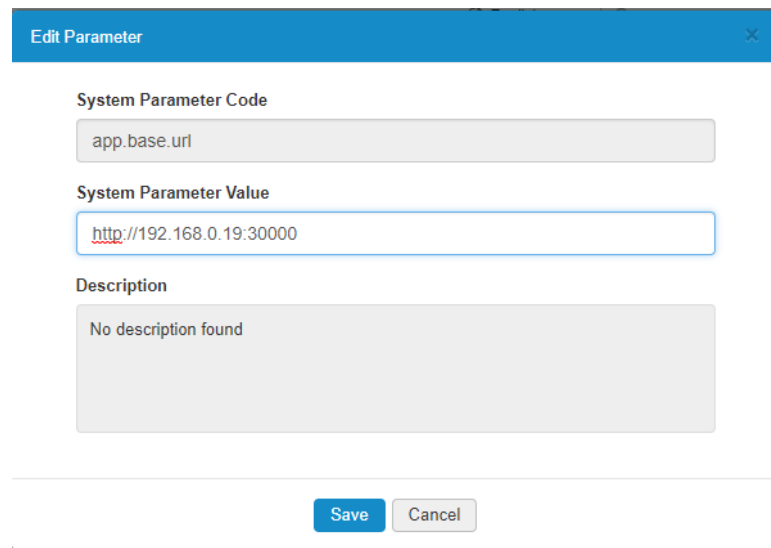 Edit Parameter ×
System Parameter Code
app.base.url
System Parameter Value
http://192.168.0.19:30000
Description
No description found
Save Cancel